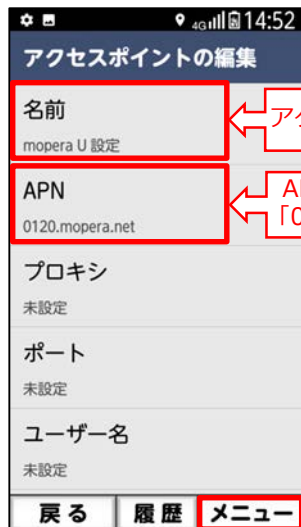 4G 14:52
アクセスポイントの編集
名前
mopera U 設定
APN
0120.mopera.net
プロキシ
未設定
ポート
未設定
ユーザー名
未設定
戻る 履歴 メニュー